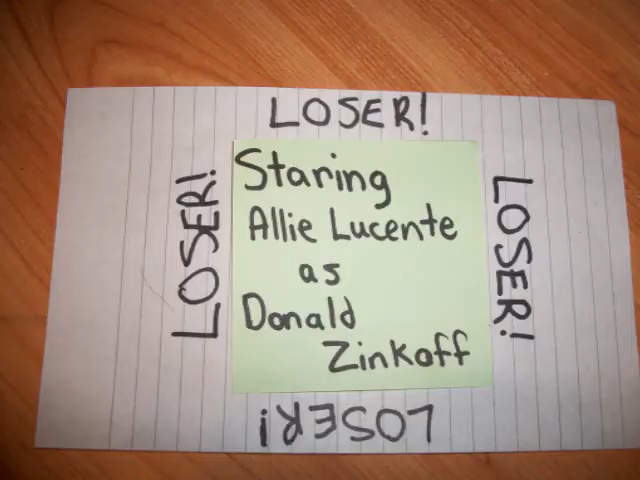 LOSER!
LOSER!
Staring
Allie Lucente
as
Donald
Zinkoff
LOSER!
LOSER!